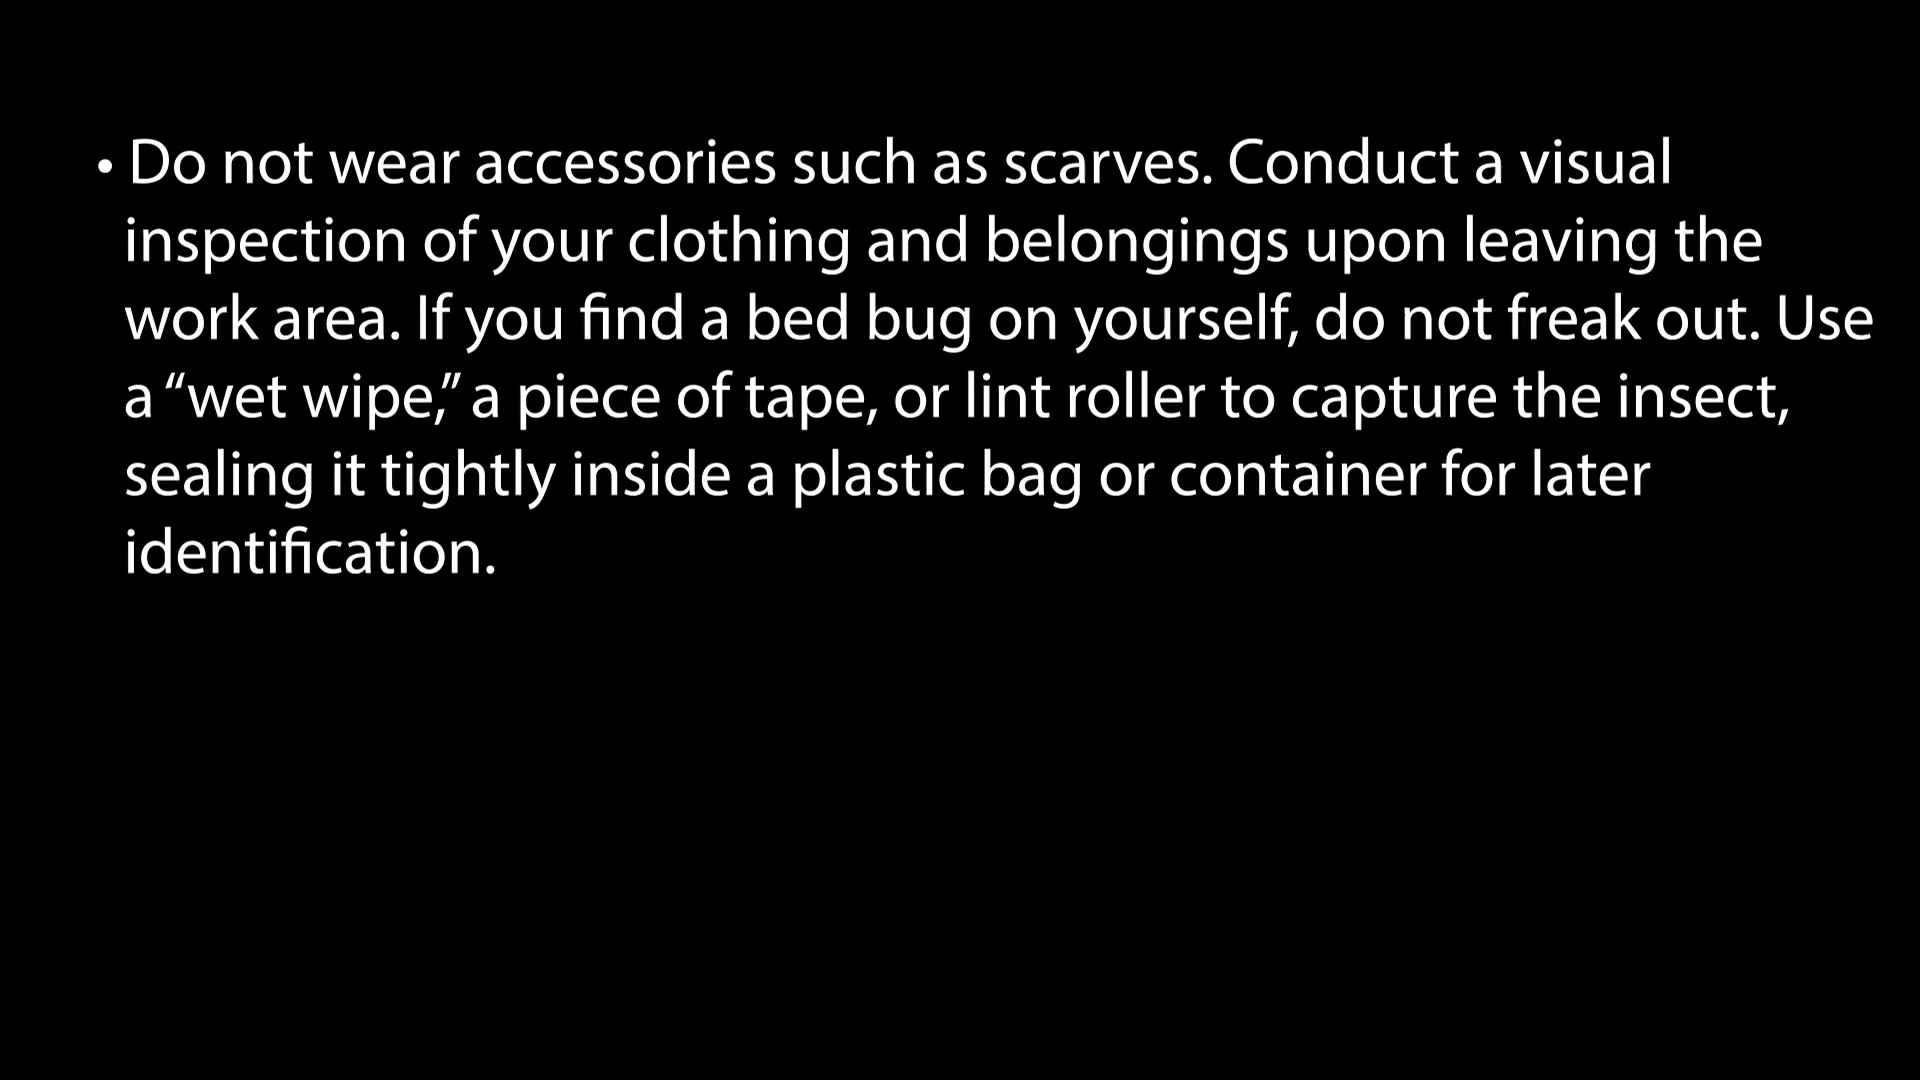 • Do not wear accessories such as scarves. Conduct a visual
inspection of your clothing and belongings upon leaving the
work area. If you find a bed bug on yourself, do not freak out. Use
a “wet wipe,” a piece of tape, or lint roller to capture the insect,
sealing it tightly inside a plastic bag or container for later
identification.